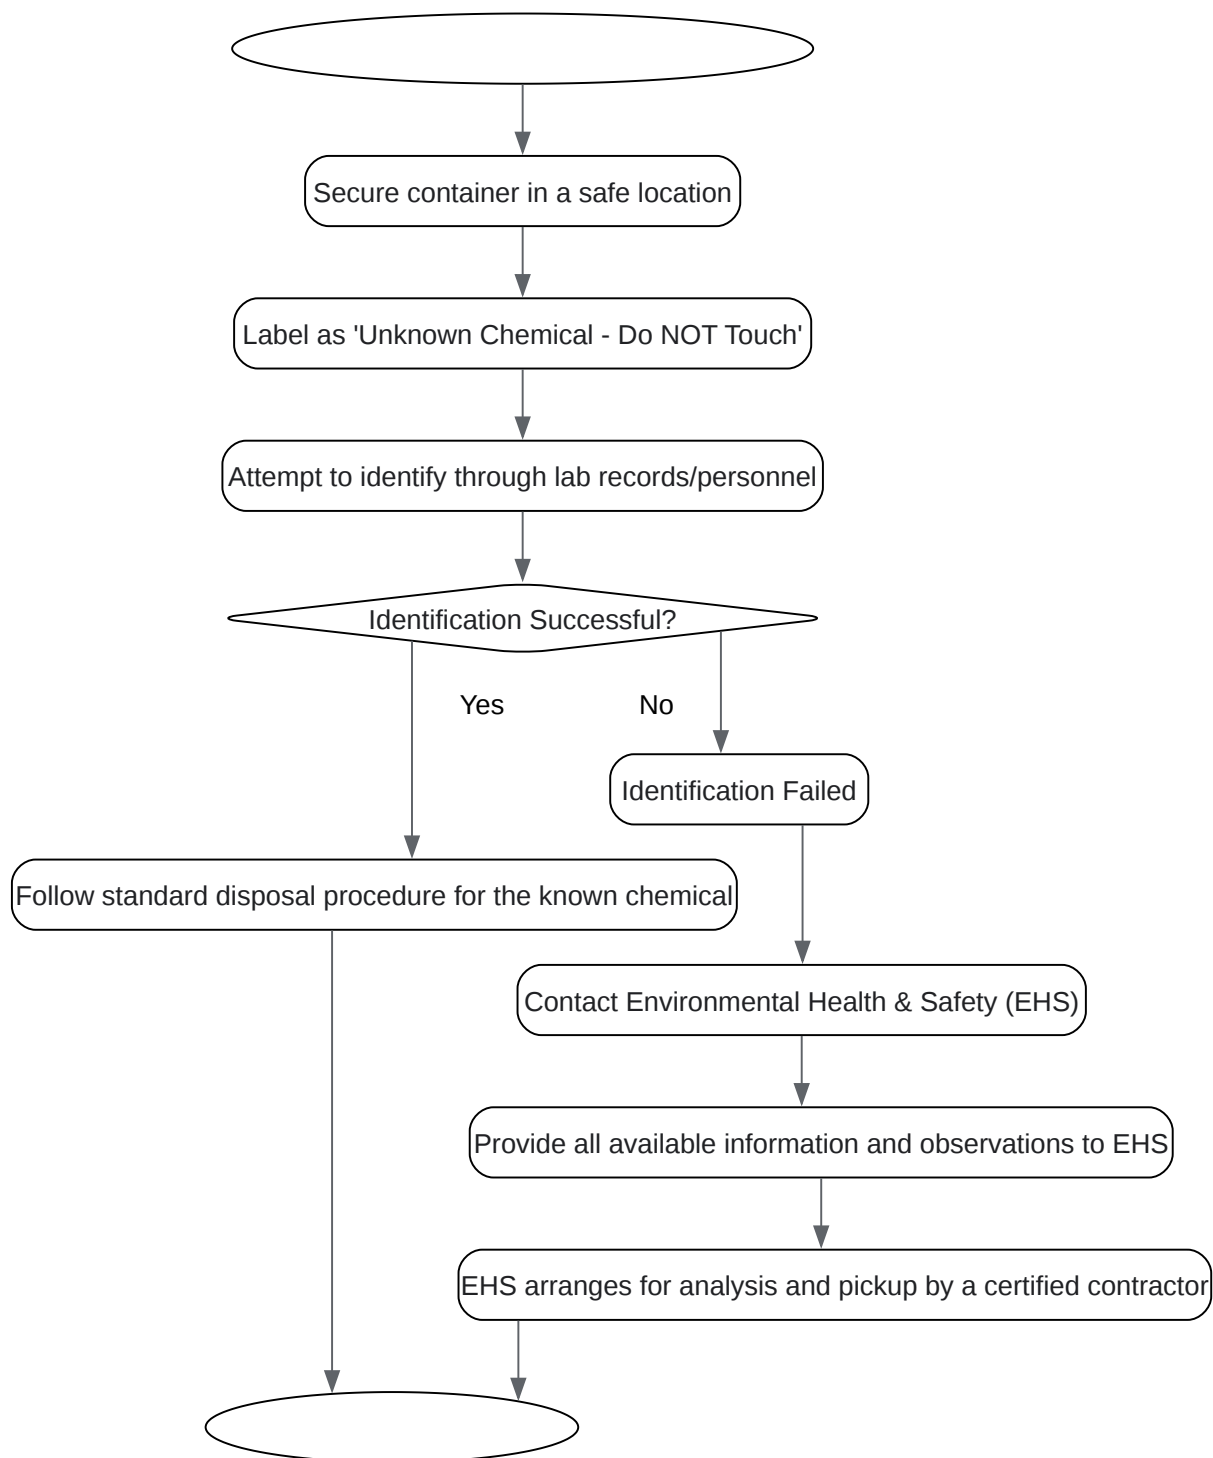 Secure container in a safe location
Label as 'Unknown Chemical - Do NOT Touch'
Attempt to identify through lab records/personnel
Identification Successful?
Yes
No
Identification Failed
Follow standard disposal procedure for the known chemical
Contact Environmental Health & Safety (EHS)
Provide all available information and observations to EHS
EHS arranges for analysis and pickup by a certified contractor